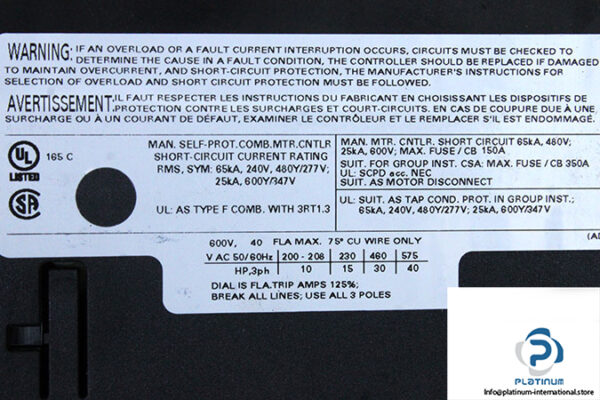 WARNING: IF AN OVERLOAD OR A FAULT CURRENT INTERRUPTION OCCURS, CIRCUITS MUST BE CHECKED TO
DETERMINE THE CAUSE IN A FAULT CONDITION, THE CONTROLLER SHOULD BE REPLACED IF DAMAGED
TO MAINTAIN OVERCURRENT, AND SHORT-CIRCUIT PROTECTION, THE MANUFACTURER'S INSTRUCTIONS FOR
SELECTION OF OVERLOAD AND SHORT CIRCUIT PROTECTION MUST BE FOLLOWED.
AVERTISSEMENT: IL FAUT RESPECTER LES INSTRUCTIONS DU FABRICANT EN CHOISISSANT LES DISPOSITIFS DE
PROTECTION CONTRE LES SURCHARGES ET COURT-CIRCUITS. EN CAS DE COUPURE DUE À UNE
SURCHARGE OU À UN COURANT DE DÉFAUT, EXAMINER LE CONTRÔLEUR ET LE REMPLACER S'IL EST ENDOMMAGÉ.
UL
LISTED
165 C
SA
MAN. SELF-PROT.COMB.MTR.CNTLR
SHORT-CIRCUIT CURRENT RATING
RMS, SYM: 65kA, 240V, 480Y/277V;
25kA, 600Y/347V
UL: AS TYPE F COMB. WITH 3RT1.3
MAN. MTR. CNTLR. SHORT CIRCUIT 65kA, 480V;
25kA, 600V; MAX. FUSE / CB 150A
SUIT. FOR GROUP INST. CSA: MAX. FUSE / CB 350A
UL: SCPD acc. NEC
SUIT. AS MOTOR DISCONNECT
UL: SUIT. AS TAP COND. PROT. IN GROUP INST.;
65kA, 240V, 480Y/277V; 25kA, 600Y/347V
600V, 40 FLA MAX. 75° CU WIRE ONLY
V AC 50/60Hz 200 - 208 230 460 575
HP,3ph 10 15 30 40
DIAL IS FLA.TRIP AMPS 125%;
BREAK ALL LINES; USE ALL 3 POLES
(AD
PLATINUM
Info@platinum-international.store